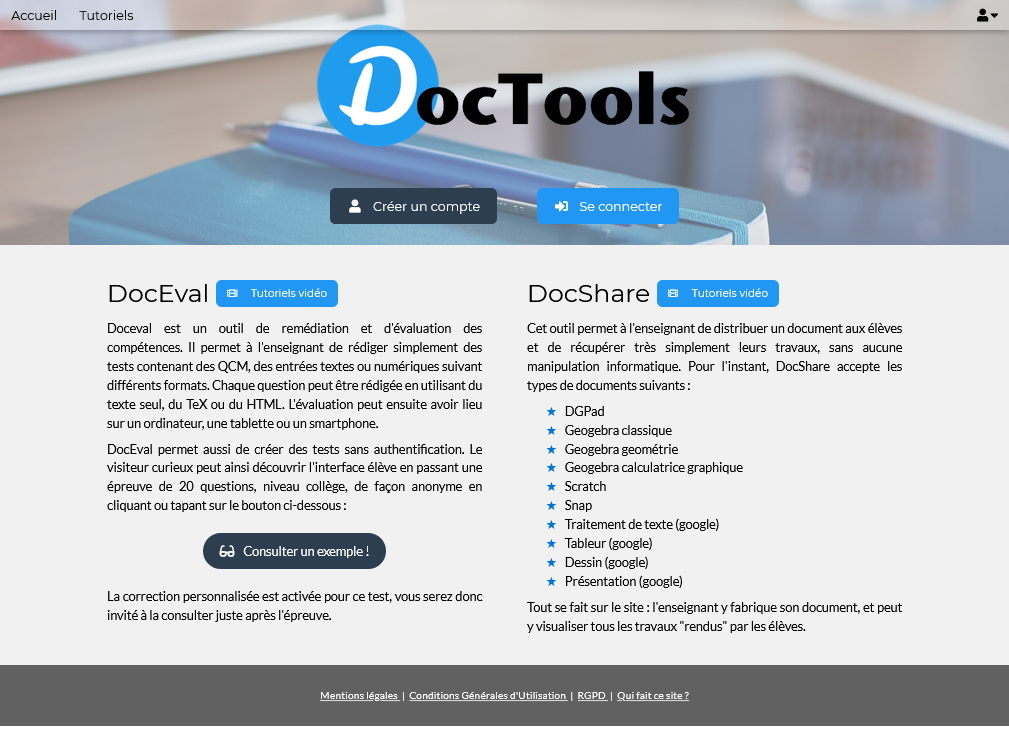 Accueil Tutoriels
DocTools
Créer un compte Se connecter
DocEval Tutoriels vidéo
Doceval est un outil de remédiation et d'évaluation des
compétences. Il permet à l'enseignant de rédiger simplement des
tests contenant des QCM, des entrées textes ou numériques suivant
différents formats. Chaque question peut être rédigée en utilisant du
texte seul, du TeX ou du HTML. L'évaluation peut ensuite avoir lieu
sur un ordinateur, une tablette ou un smartphone.
DocEval permet aussi de créer des tests sans authentification. Le
visiteur curieux peut ainsi découvrir l'interface élève en passant une
épreuve de 20 questions, niveau collège, de façon anonyme en
cliquant ou tapant sur le bouton ci-dessous :
Consulter un exemple !
La correction personnalisée est activée pour ce test, vous serez donc
invité à la consulter juste après l'épreuve.
DocShare Tutoriels vidéo
Cet outil permet à l'enseignant de distribuer un document aux élèves
et de récupérer très simplement leurs travaux, sans aucune
manipulation informatique. Pour l'instant, DocShare accepte les
types de documents suivants :
DGPad
Geogebra classique
Geogebra geométrie
Geogebra calculatrice graphique
Scratch
Snap
Traitement de texte (google)
Tableur (google)
Dessin (google)
Présentation (google)
Tout se fait sur le site : l'enseignant y fabrique son document, et peut
y visualiser tous les travaux "rendus" par les élèves.
Mentions légales | Conditions Générales d'Utilisation | RGPD | Qui fait ce site ?